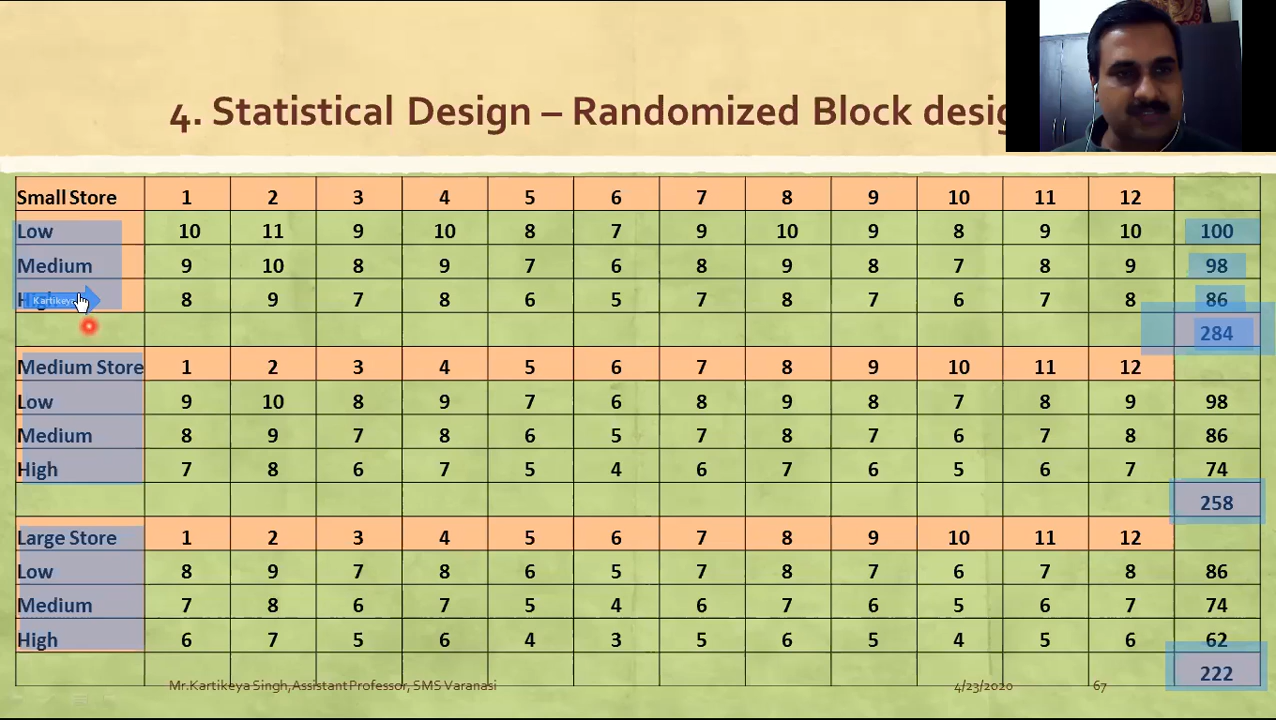 4. Statistical Design – Randomized Block desig
Small Store 1 2 3 4 5 6 7 8 9 10 11 12
Low 10 11 9 10 8 7 9 10 9 8 9 10 100
Medium 9 10 8 9 7 6 8 9 8 7 8 9 98
High 8 9 7 8 6 5 7 8 7 6 7 8 86
Kartikeya
284
Medium Store 1 2 3 4 5 6 7 8 9 10 11 12
Low 9 10 8 9 7 6 8 9 8 7 8 9 98
Medium 8 9 7 8 6 5 7 8 7 6 7 8 86
High 7 8 6 7 5 4 6 7 6 5 6 7 74
258
Large Store 1 2 3 4 5 6 7 8 9 10 11 12
Low 8 9 7 8 6 5 7 8 7 6 7 8 86
Medium 7 8 6 7 5 4 6 7 6 5 6 7 74
High 6 7 5 6 4 3 5 6 5 4 5 6 62
222
Mr.Kartikeya Singh,Assistant Professor, SMS Varanasi 4/23/2020 67